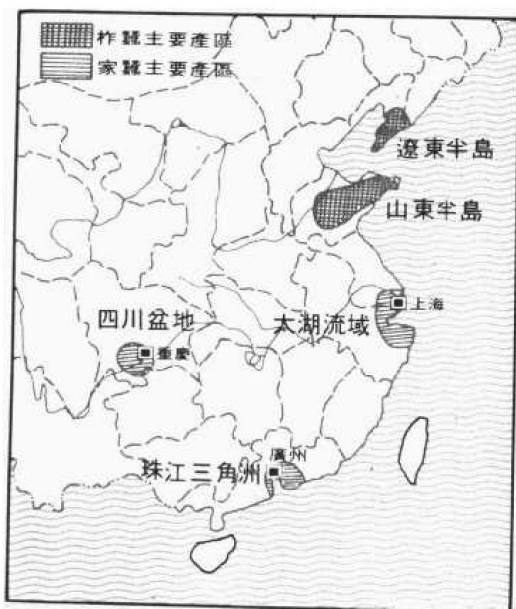 柞蠶主要產區
家蠶主要產區
遼東半島
山東半島
上海
四川盆地
太湖流域
重慶
廣州
珠江三角洲